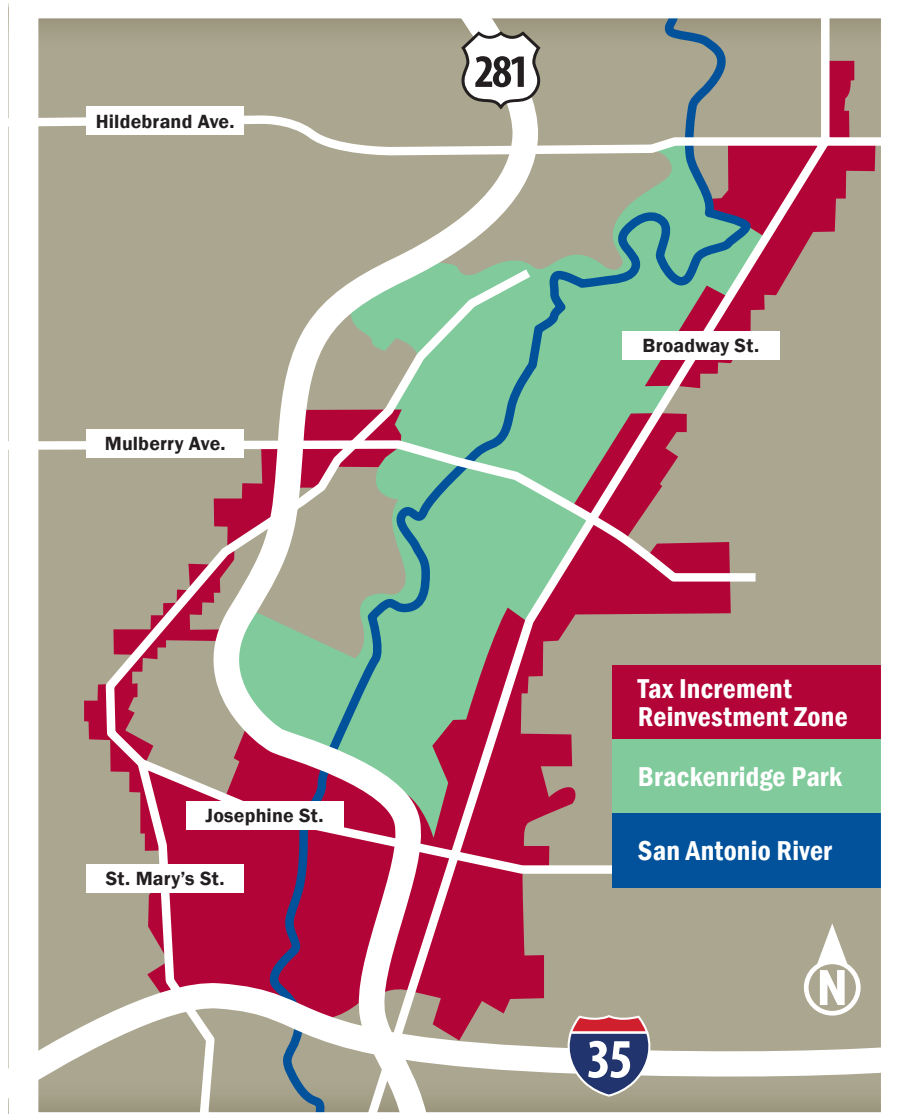 281
Hildebrand Ave.
Broadway St.
Mulberry Ave.
Tax Increment
Reinvestment Zone
Brackenridge Park
Josephine St.
San Antonio River
St. Mary's St.
N
35